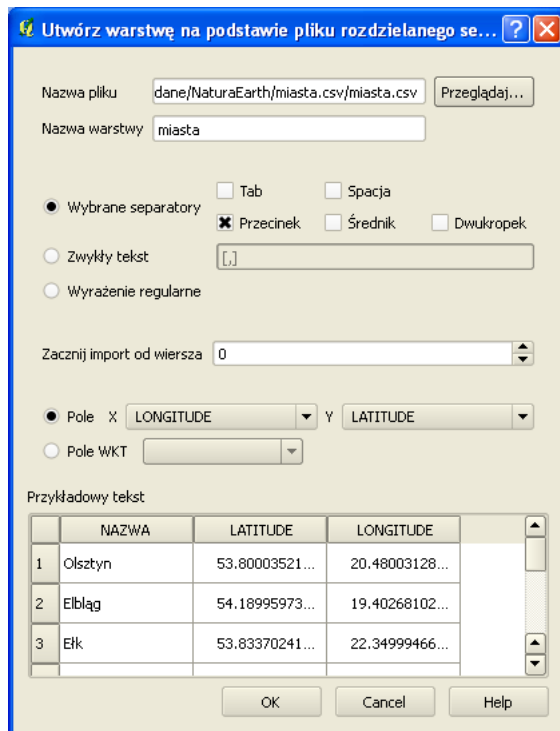 Utwórz warstwę na podstawie pliku rozdzielanego se...
Nazwa pliku dane/NaturaEarth/miasta.csv/miasta.csv Przeglądaj...
Nazwa warstwy miasta
Wybrane separatory Tab Spacja
Przecinek Średnik Dwukropek
Zwykły tekst [,]
Wyrażenie regularne
Zacznij import od wiersza 0
Pole X LONGITUDE Y LATITUDE
Pole WKT
Przykładowy tekst
NAZWA LATITUDE LONGITUDE
1 Olsztyn 53.80003521... 20.48003128...
2 Elbląg 54.18995973... 19.40268102...
3 Ełk 53.83370241... 22.34999466...
OK Cancel Help